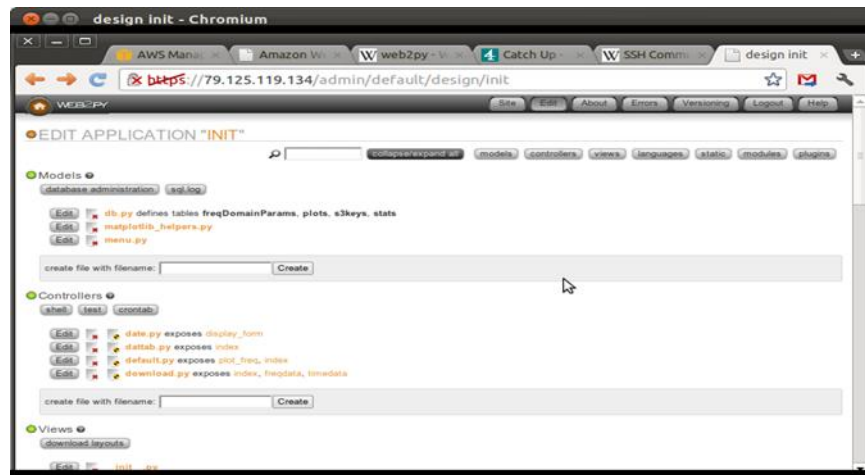 design init - Chromium
AWS Mana
Amazon W
web2py - W
Catch Up -
SSH Comm
design init
https://79.125.119.134/admin/default/design/init
WEB2PY
Site Edit About Errors Versioning Logout Help
EDIT APPLICATION "INIT"
collapse/expand all models controllers views languages static modules plugins
Models
database administration sql.log
Edit db.py defines tables freqDomainParams, plots, s3keys, stats
Edit matplotlib_helpers.py
Edit menu.py
create file with filename: Create
Controllers
shell test crontab
Edit date.py exposes display_form
Edit dattab.py exposes index
Edit default.py exposes plot_freq, index
Edit download.py exposes index, freqdata, timedata
create file with filename: Create
Views
download layouts
Edit __init__.py